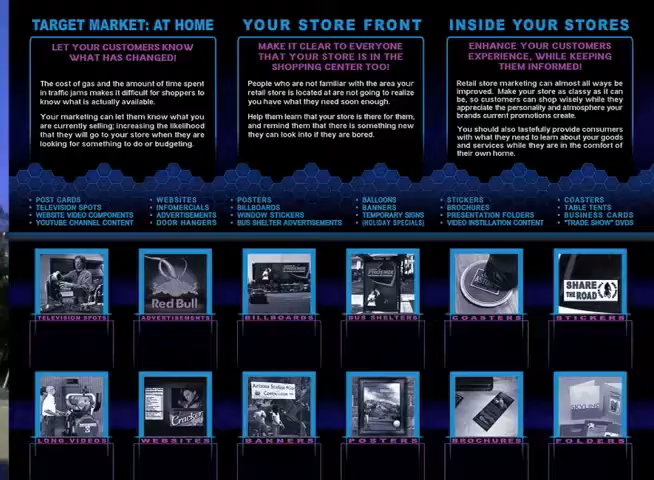 TARGET MARKET: AT HOME
LET YOUR CUSTOMERS KNOW
WHAT HAS CHANGED!
The cost of gas and the amount of time spent
in traffic jams makes it difficult for shoppers to
know what is actually available.
Your marketing can let them know what you
are currently selling; increasing the likelihood
that they will go to your store when they are
looking for something to do or budgeting.
YOUR STORE FRONT
MAKE IT CLEAR TO EVERYONE
THAT YOUR STORE IS IN THE
SHOPPING CENTER TOO!
People who are not familiar with the area your
retail store is located at are not going to realize
you have what they need soon enough.
Help them learn that your store is there for them,
and remind them that there is something new
they can look into if they are bored.
INSIDE YOUR STORES
ENHANCE YOUR CUSTOMERS
EXPERIENCE, WHILE KEEPING
THEM INFORMED!
Retail store marketing can almost all ways be
improved. Make your store as classy as it can
be, so customers can shop wisely while they
appreciate the personality and atmosphere your
brands current promotions create.
You should also tastefully provide consumers
with what they need to learn about your goods
and services while they are in the comfort of
their own home.
• POST CARDS
• TELEVISION SPOTS
• WEBSITE VIDEO COMPONENTS
• YOUTUBE CHANNEL CONTENT
• WEBSITES
• INFOMERCIALS
• ADVERTISEMENTS
• DOOR HANGERS
• POSTERS
• BILLBOARDS
• WINDOW STICKERS
• BUS SHELTER ADVERTISEMENTS
• BALLOONS
• BANNERS
• TEMPORARY SIGNS
(HOLIDAY SPECIALS)
• STICKERS
• BROCHURES
• PRESENTATION FOLDERS
• VIDEO INSTILLATION CONTENT
• COASTERS
• TABLE TENTS
• BUSINESS CARDS
• "TRADE SHOW" DVDS
Red Bull
SHARE
THE ROAD
TELEVISION SPOTS
ADVERTISEMENTS
BILLBOARDS
BUS SHELTERS
COASTERS
STICKERS
Cracker
SKYLINE
LONG VIDEOS
WEBSITES
BANNERS
POSTERS
BROCHURES
FOLDERS